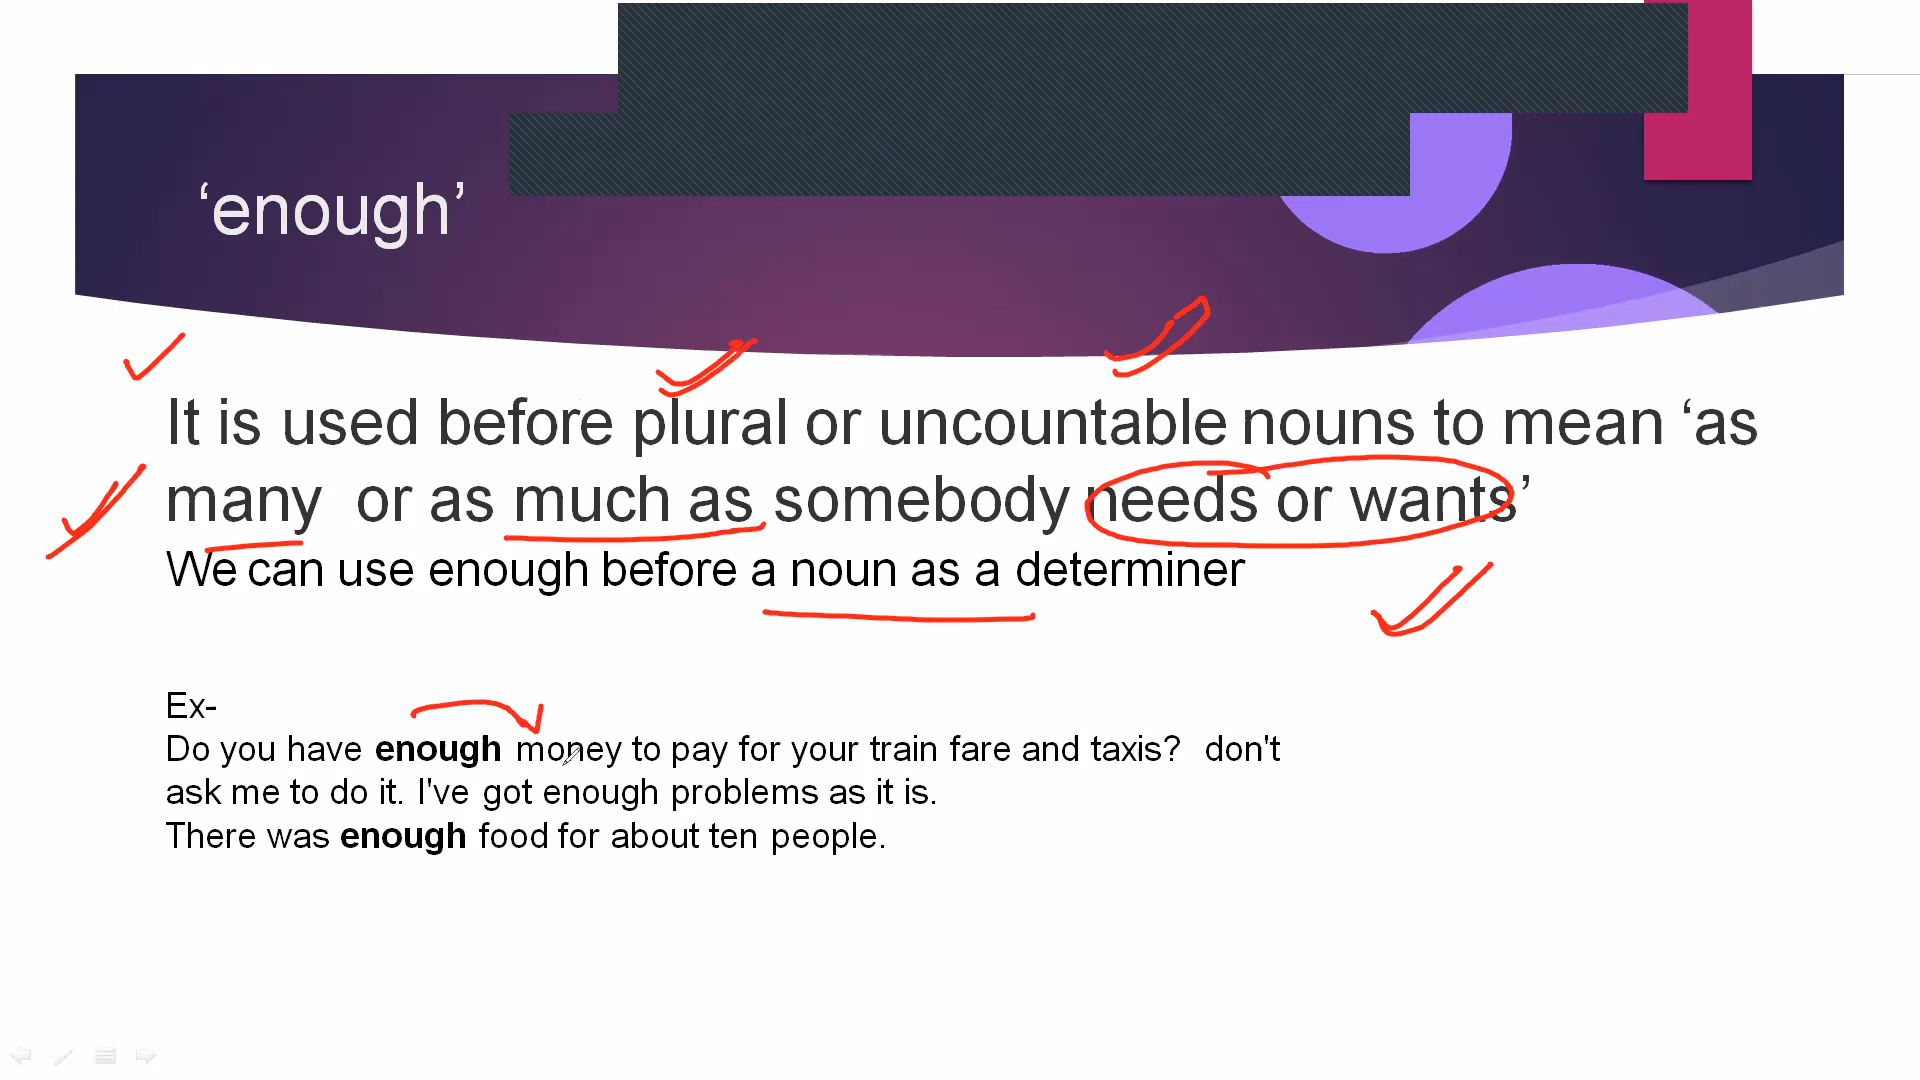 ‘enough’
It is used before plural or uncountable nouns to mean ‘as
many or as much as somebody needs or wants’
We can use enough before a noun as a determiner
Ex-
Do you have enough money to pay for your train fare and taxis? don't
ask me to do it. I've got enough problems as it is.
There was enough food for about ten people.